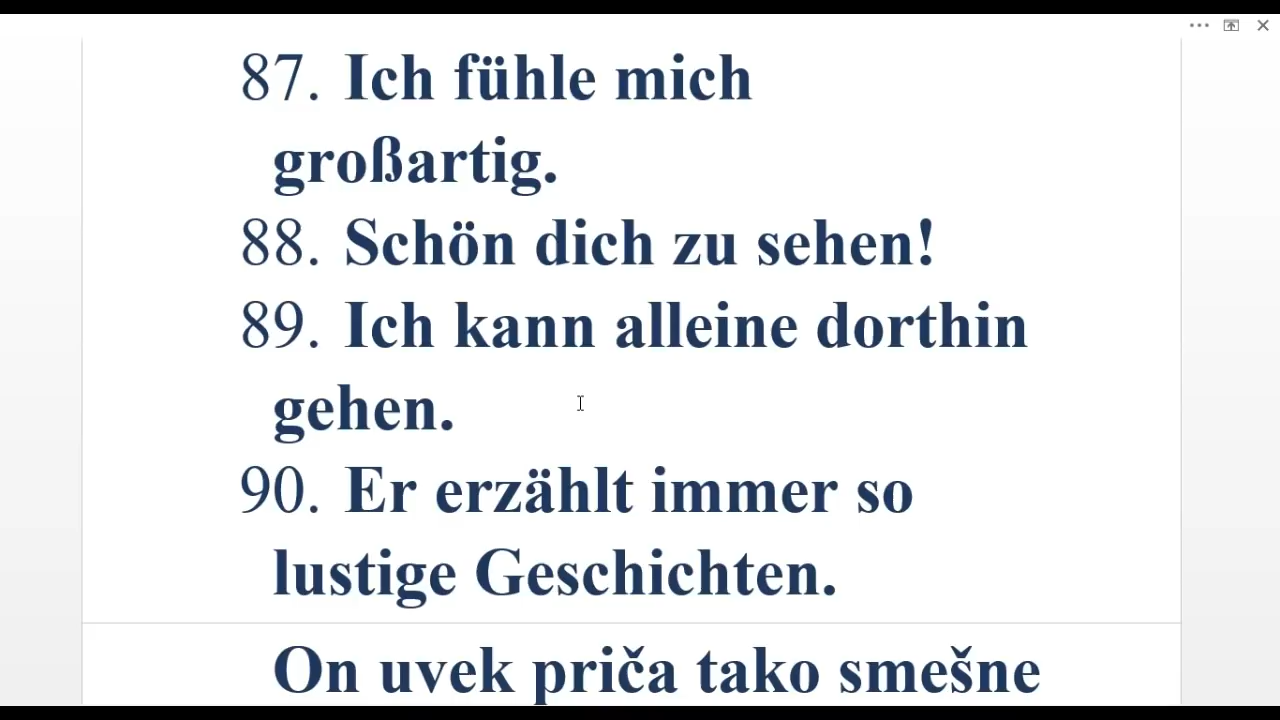 87. Ich fühle mich
großartig.
88. Schön dich zu sehen!
89. Ich kann alleine dorthin
gehen.
90. Er erzählt immer so
lustige Geschichten.
On uvek priča tako smešne